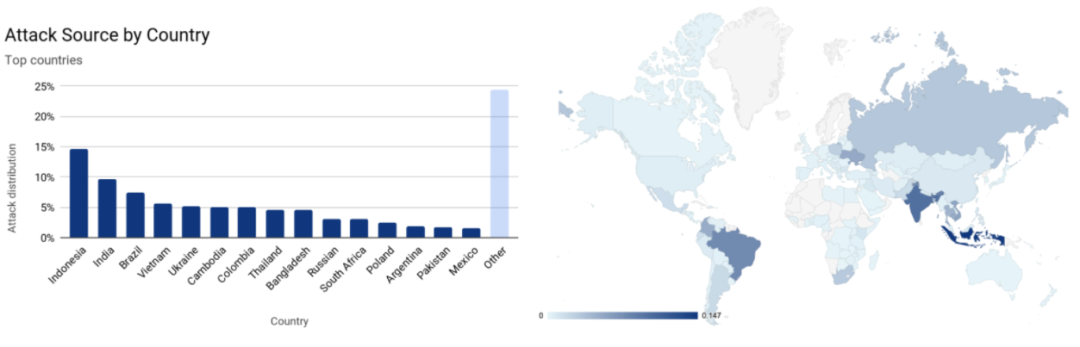 Attack Source by Country
Top countries
25%
20%
15%
10%
5%
0%
Attack distribution
Indonesia
India
Brazil
Vietnam
Ukraine
Cambodia
Colombia
Thailand
Bangladesh
Russian
South Africa
Poland
Argentina
Pakistan
Mexico
Other
Country
0
0.147